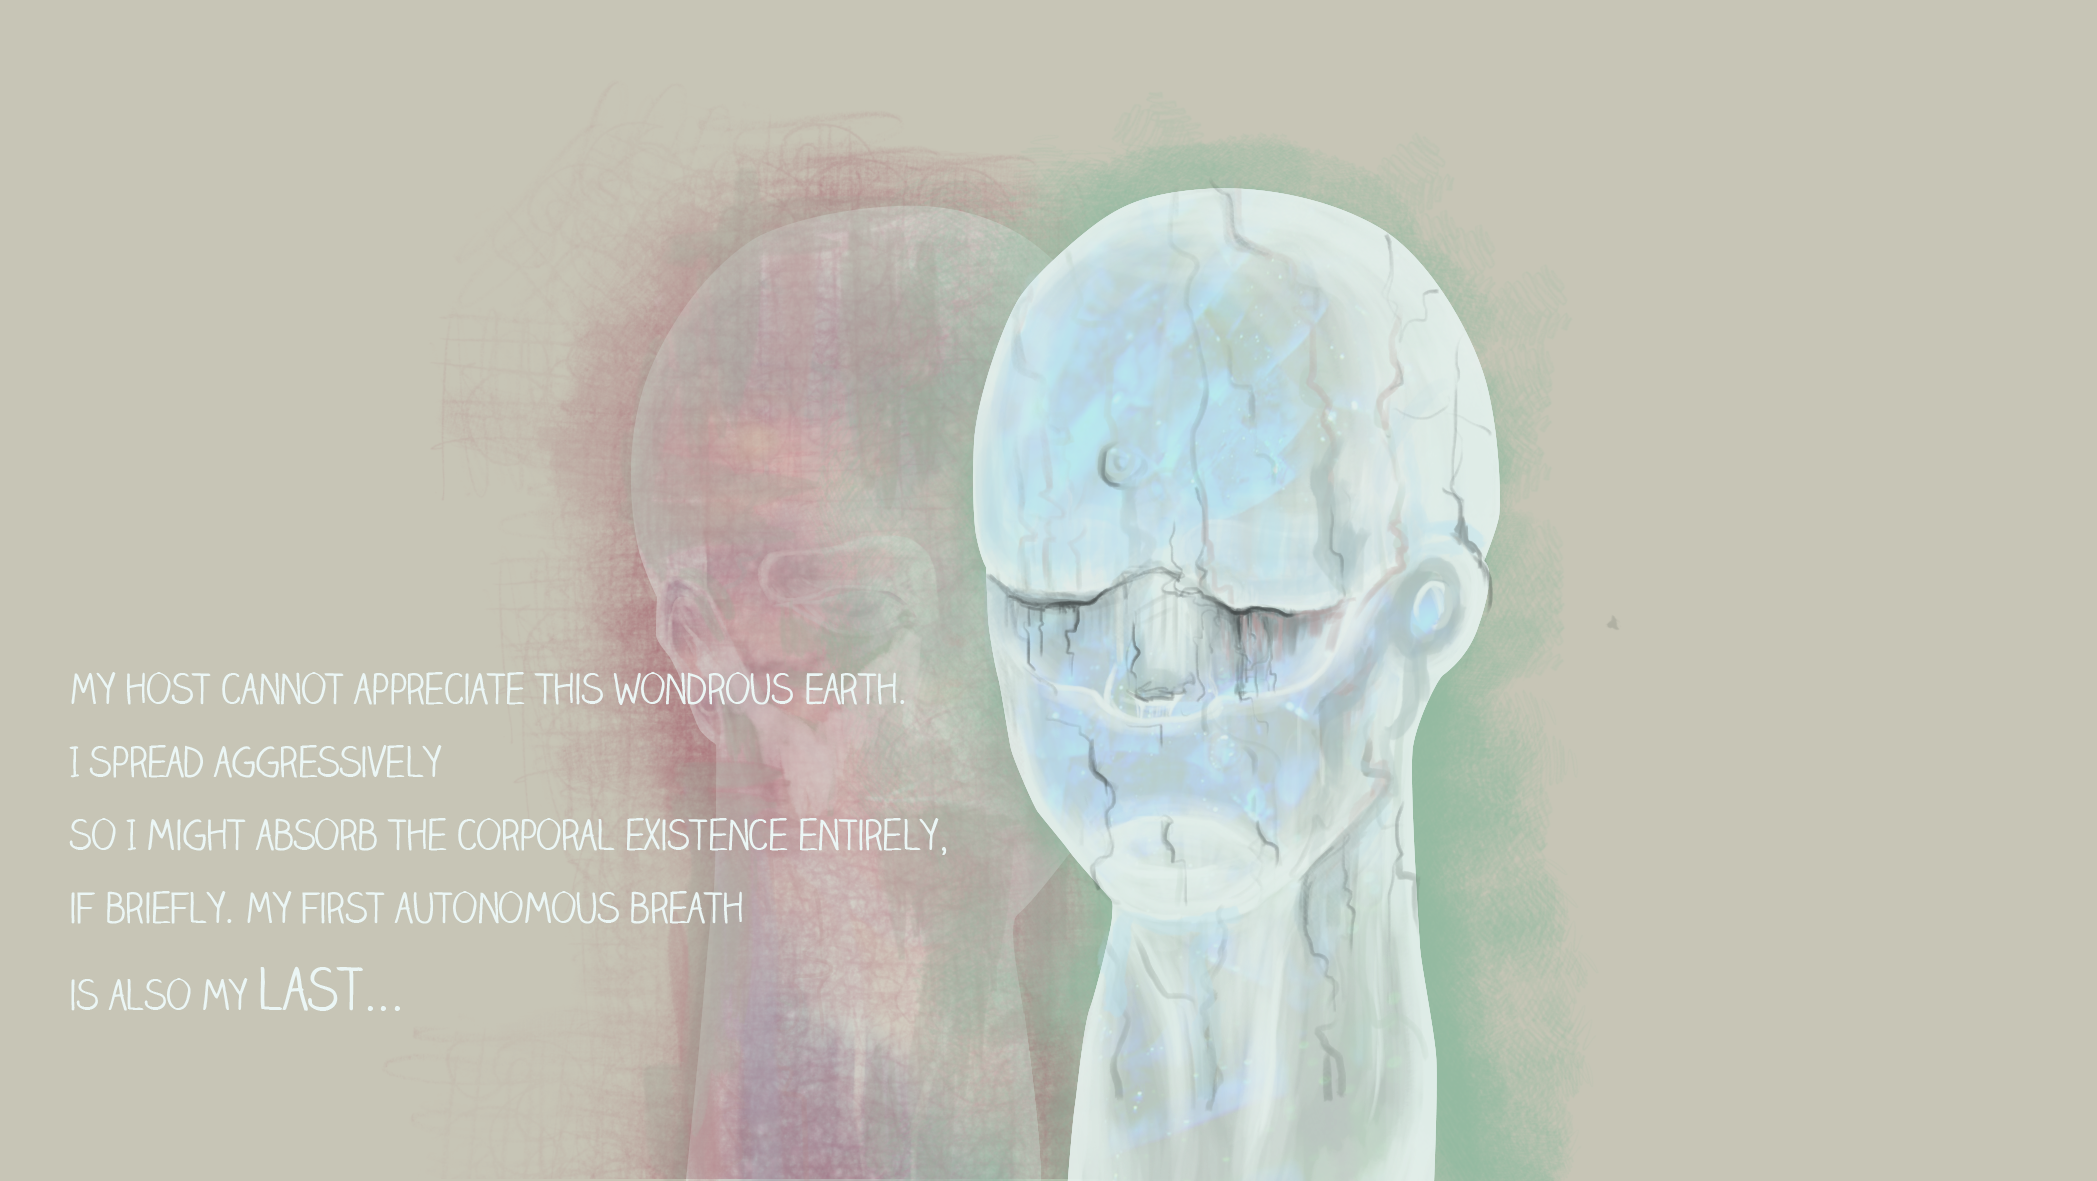 MY HOST CANNOT APPRECIATE THIS WONDROUS EARTH.
I SPREAD AGGRESSIVELY
SO I MIGHT ABSORB THE CORPORAL EXISTENCE ENTIRELY,
IF BRIEFLY. MY FIRST AUTONOMOUS BREATH
IS ALSO MY LAST...